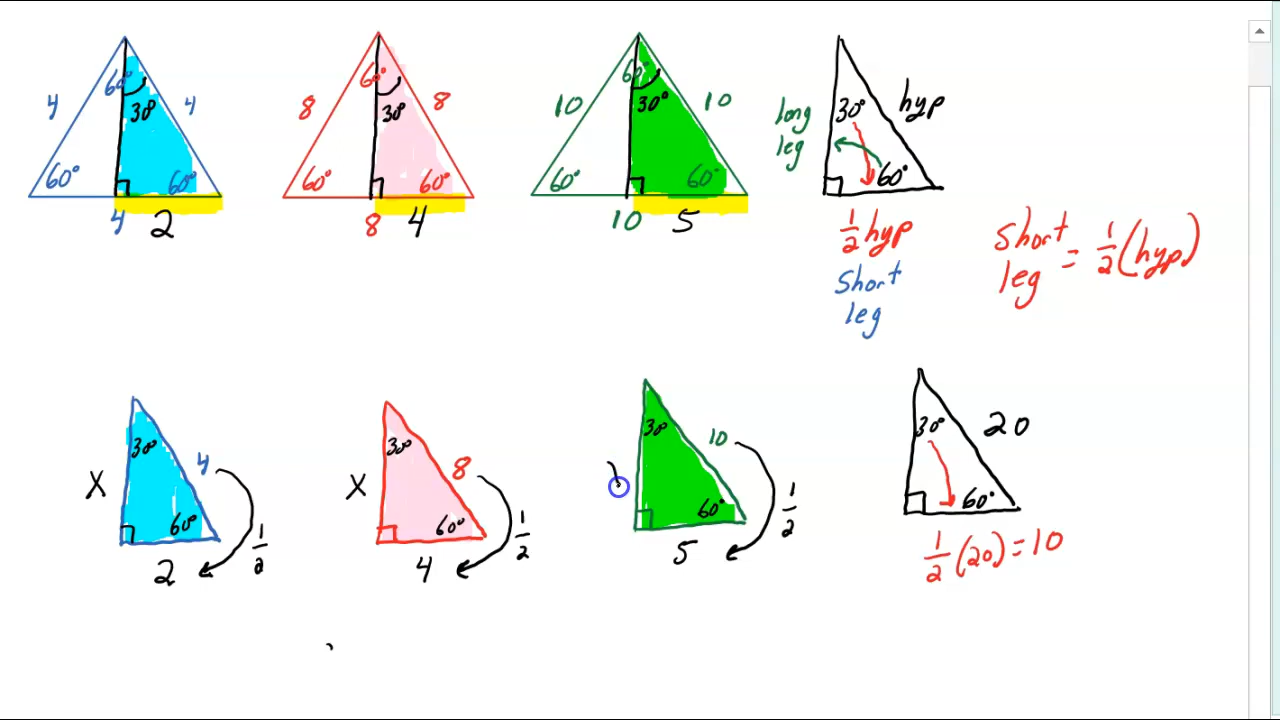 60° 30° 4 4 60° 60° 4 2
60° 30° 8 8 60° 60° 8 4
60° 30° 10 10 60° 60° 10 5
long
leg
30°
hyp
60°
1/2 hyp
short
leg
short
leg = 1/2 (hyp)
30° 4 X 60° 2 1/2
30° 8 X 60° 4 1/2
30° 10 60° 5 1/2
30° 20 60°
1/2 (20) = 10